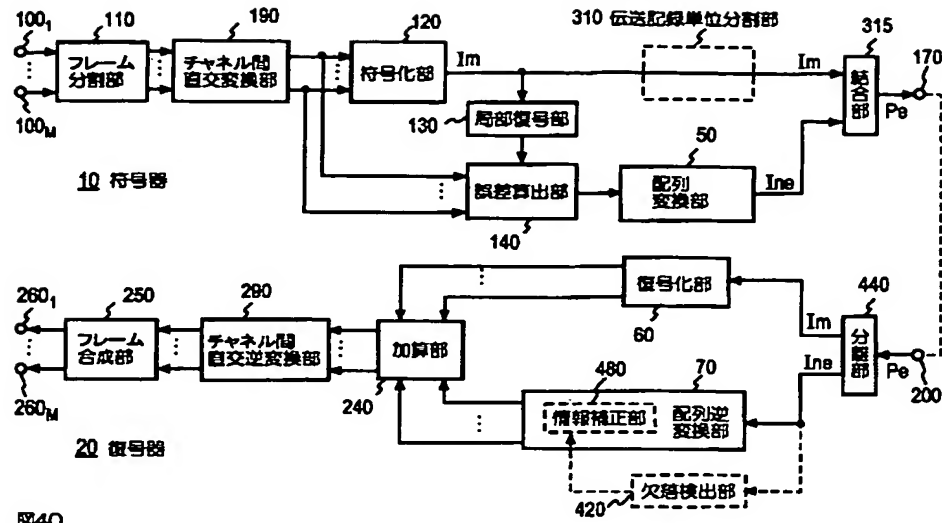 100₁
110
フレーム
分割部
190
チャネル間
直交変換部
120
符号化部
Im
310 伝送記録単位分割部
Im
315
結合部
170
Pe
100M
130
局部復号部
10 符号器
誤差算出部
140
50
配列
変換部
Ine
260₁
250
フレーム
合成部
290
チャネル間
直交逆変換部
加算部
240
復号化部
60
Im
440
分離部
Ine
Pe
200
260M
20 復号器
480
情報補正部
70
配列逆
変換部
欠落検出部
420
図40